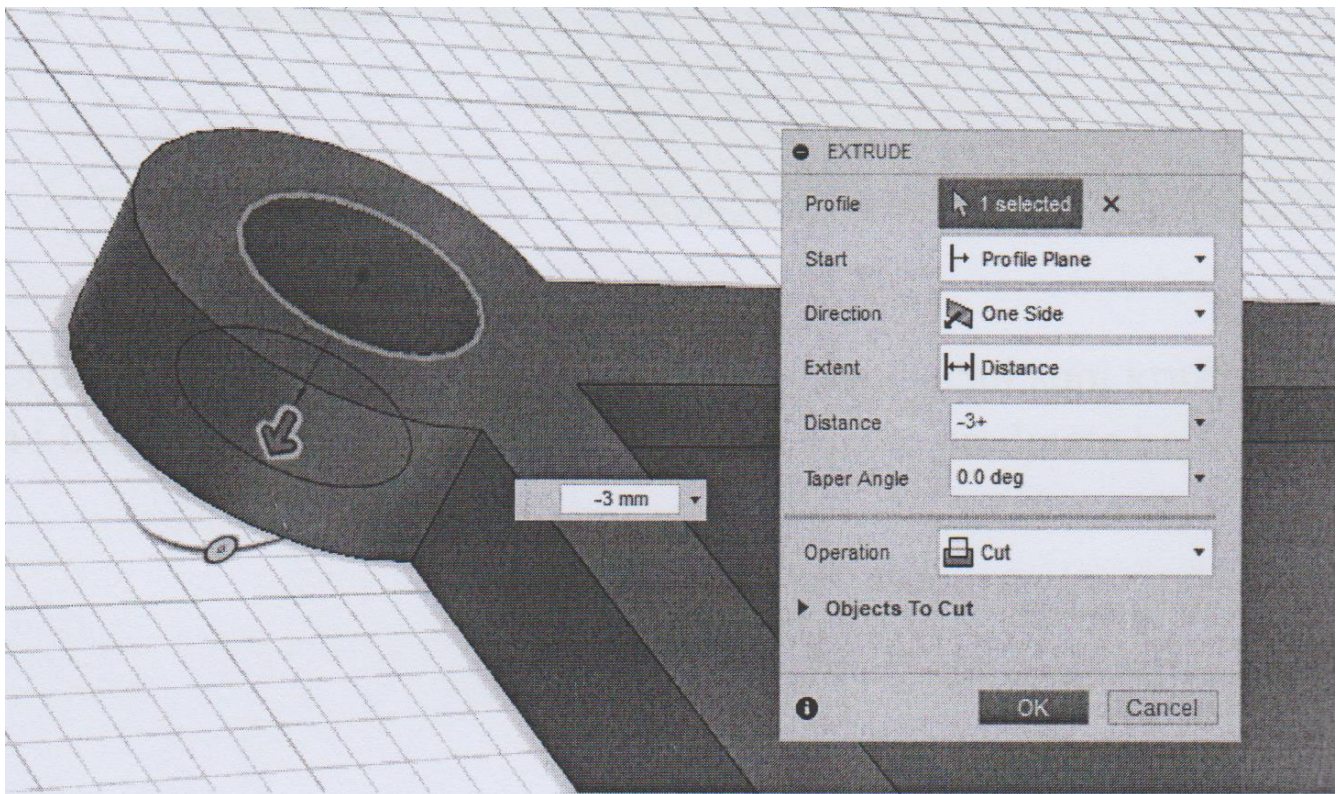 EXTRUDE
Profile 1 selected
Start Profile Plane
Direction One Side
Extent Distance
Distance -3+
Taper Angle 0.0 deg
Operation Cut
Objects To Cut
OK Cancel
-3 mm